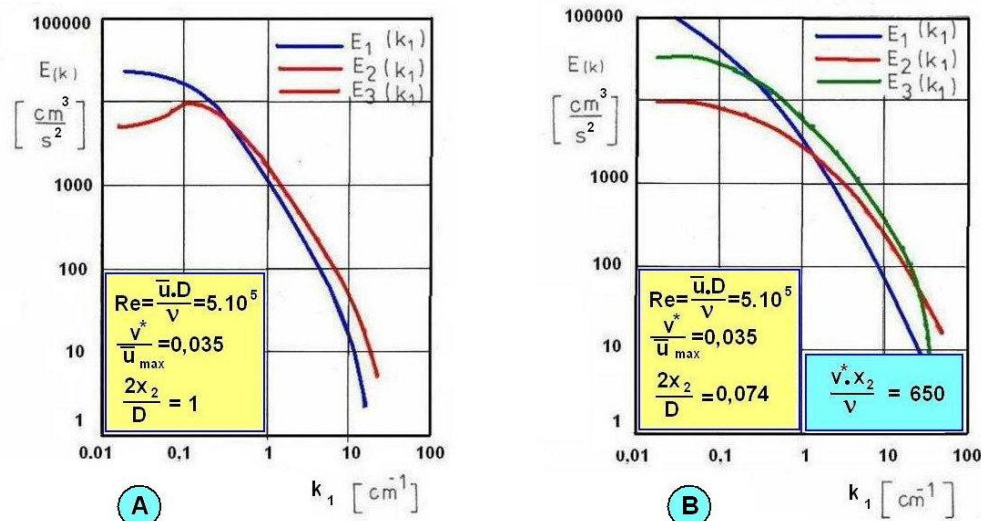 100000
E(k)
[ cm³ / s² ]
1000
100
10
1
0.01 0,1 1 10 100
k₁ [cm⁻¹]
E₁ (k₁)
E₂ (k₁)
E₃ (k₁)
Re= u̅.D / ν =5.10⁵
v* / u̅ max =0,035
2x₂ / D = 1
A
100000
E(k)
[ cm³ / s² ]
1000
100
10
1
0,01 0,1 1 10 100
k₁ [cm⁻¹]
E₁ (k₁)
E₂ (k₁)
E₃ (k₁)
Re= u̅.D / ν =5.10⁵
v* / u̅ max =0,035
2x₂ / D =0,074
v*.x₂ / ν = 650
B